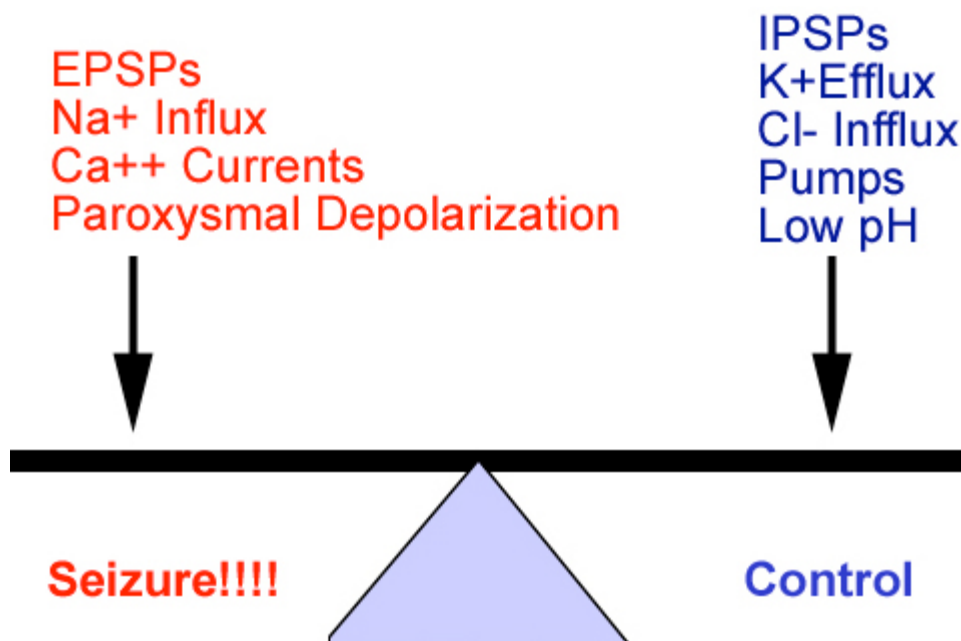 EPSPs
Na+ Influx
Ca++ Currents
Paroxysmal Depolarization
IPSPs
K+Efflux
Cl- Infflux
Pumps
Low pH
Seizure!!!!
Control